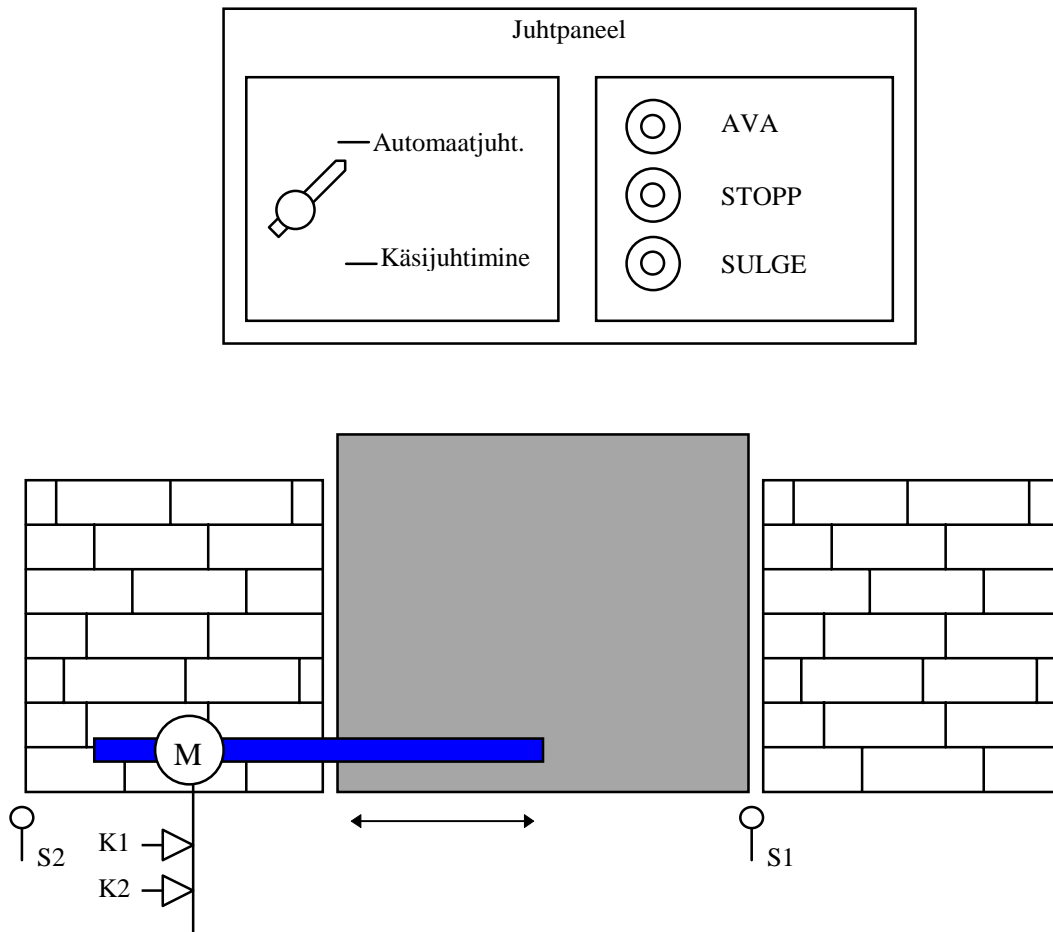 Juhtpaneel
Automaatjuht.
Käsijuhtimine
AVA
STOPP
SULGE
M
S2
K1
K2
S1